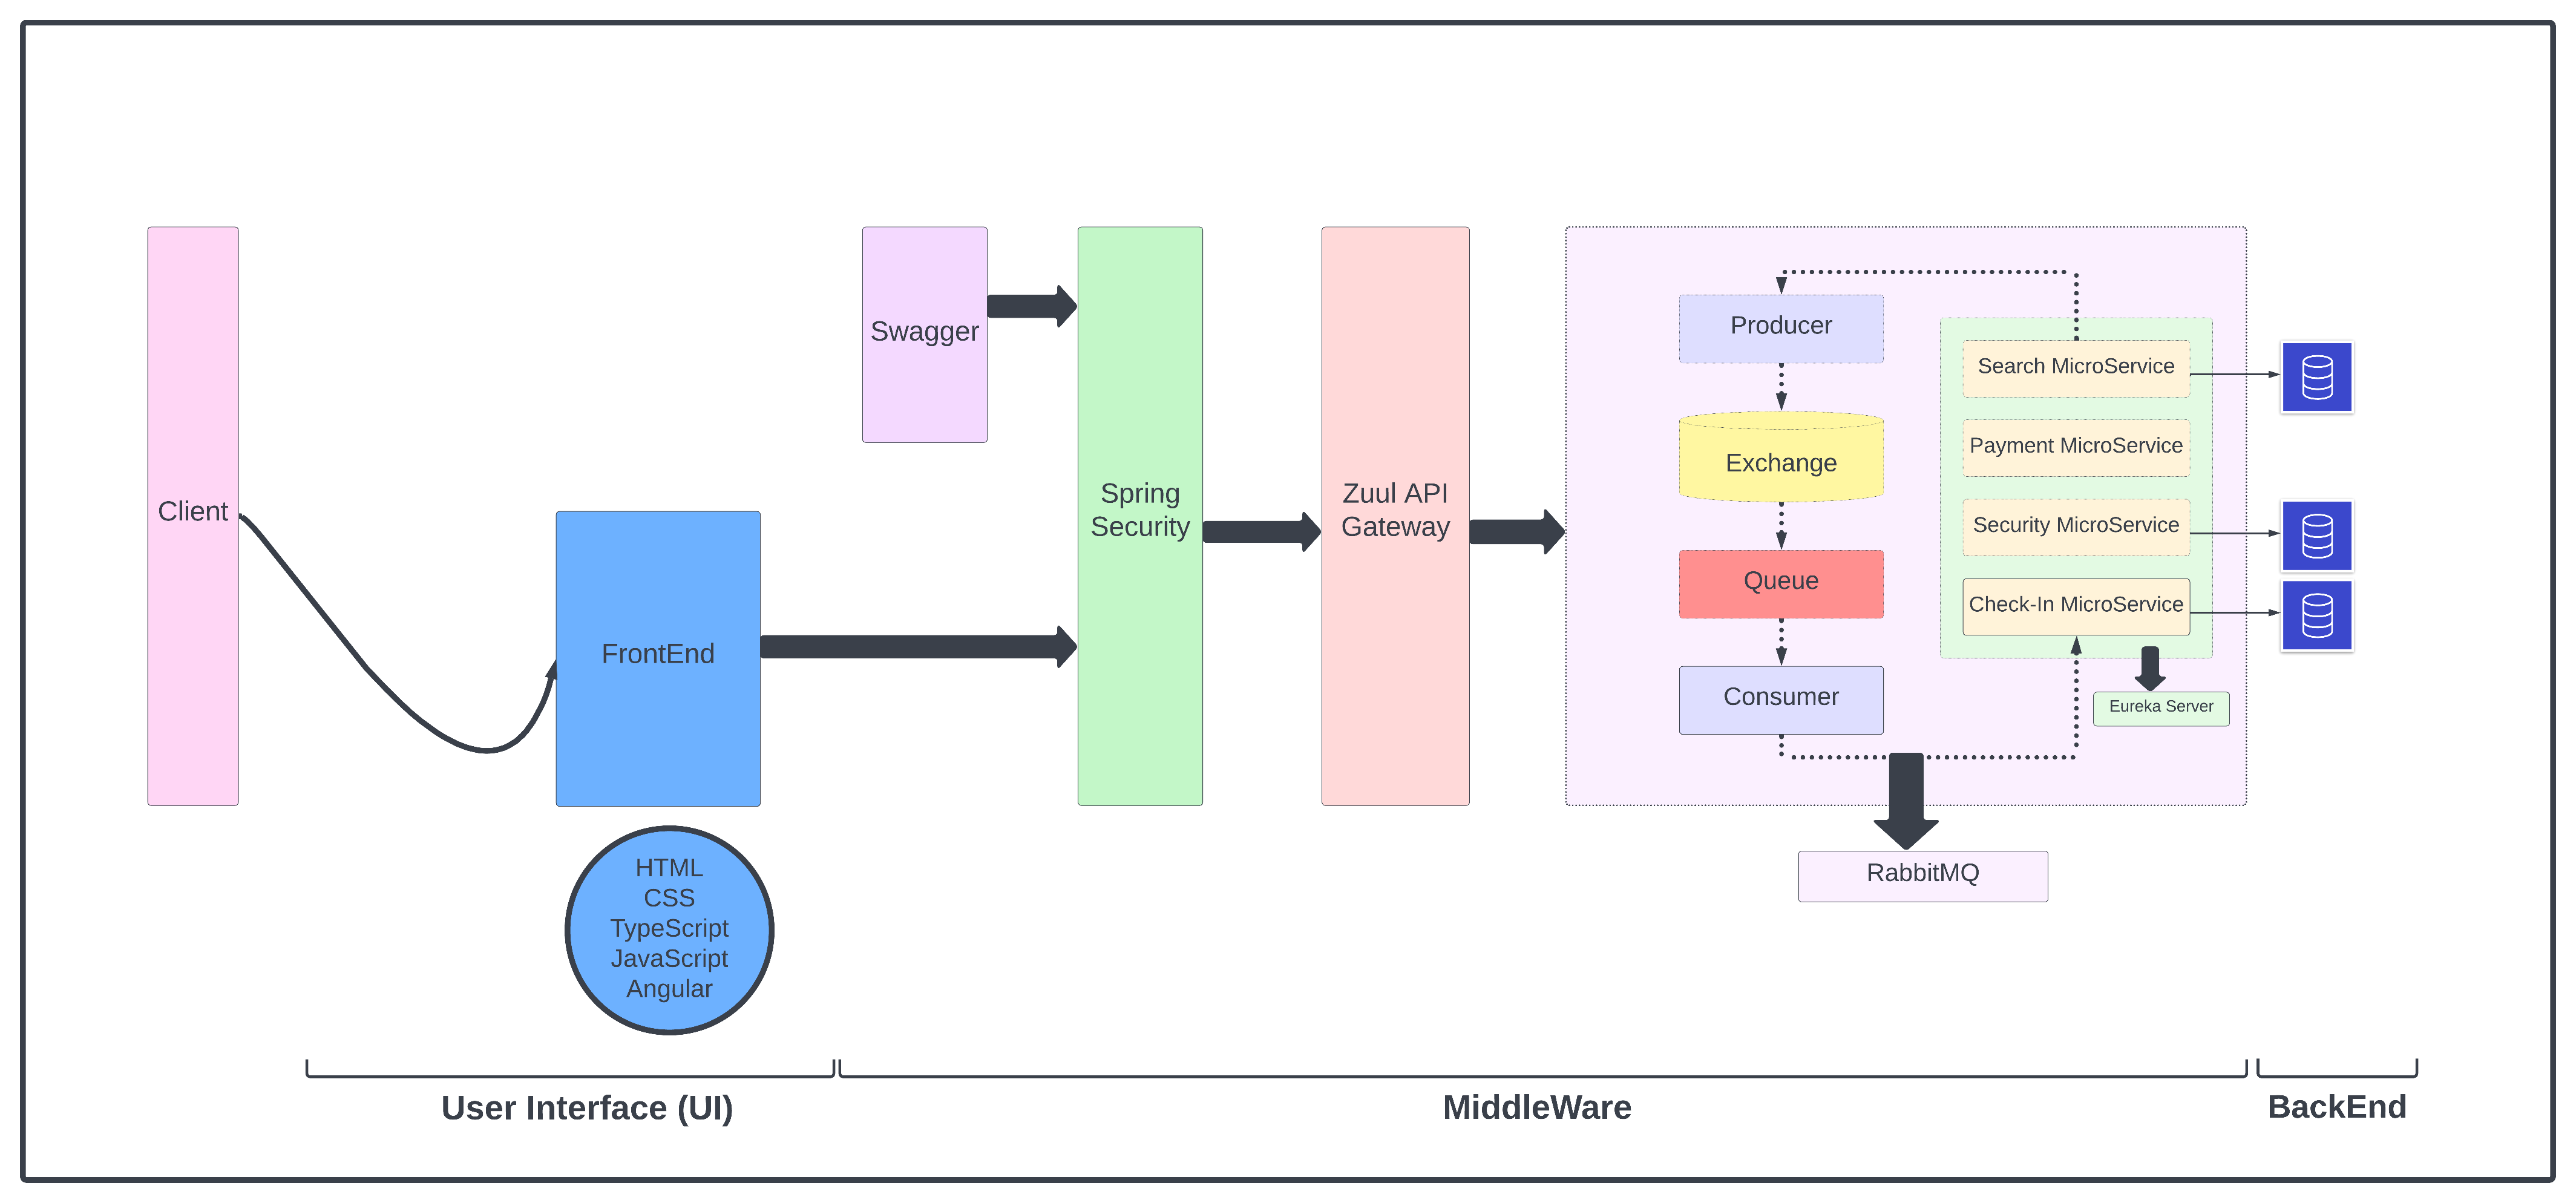 Client
FrontEnd
HTML
CSS
TypeScript
JavaScript
Angular
Swagger
Spring
Security
Zuul API
Gateway
Producer
Exchange
Queue
Consumer
Search MicroService
Payment MicroService
Security MicroService
Check-In MicroService
Eureka Server
RabbitMQ
User Interface (UI)
MiddleWare
BackEnd